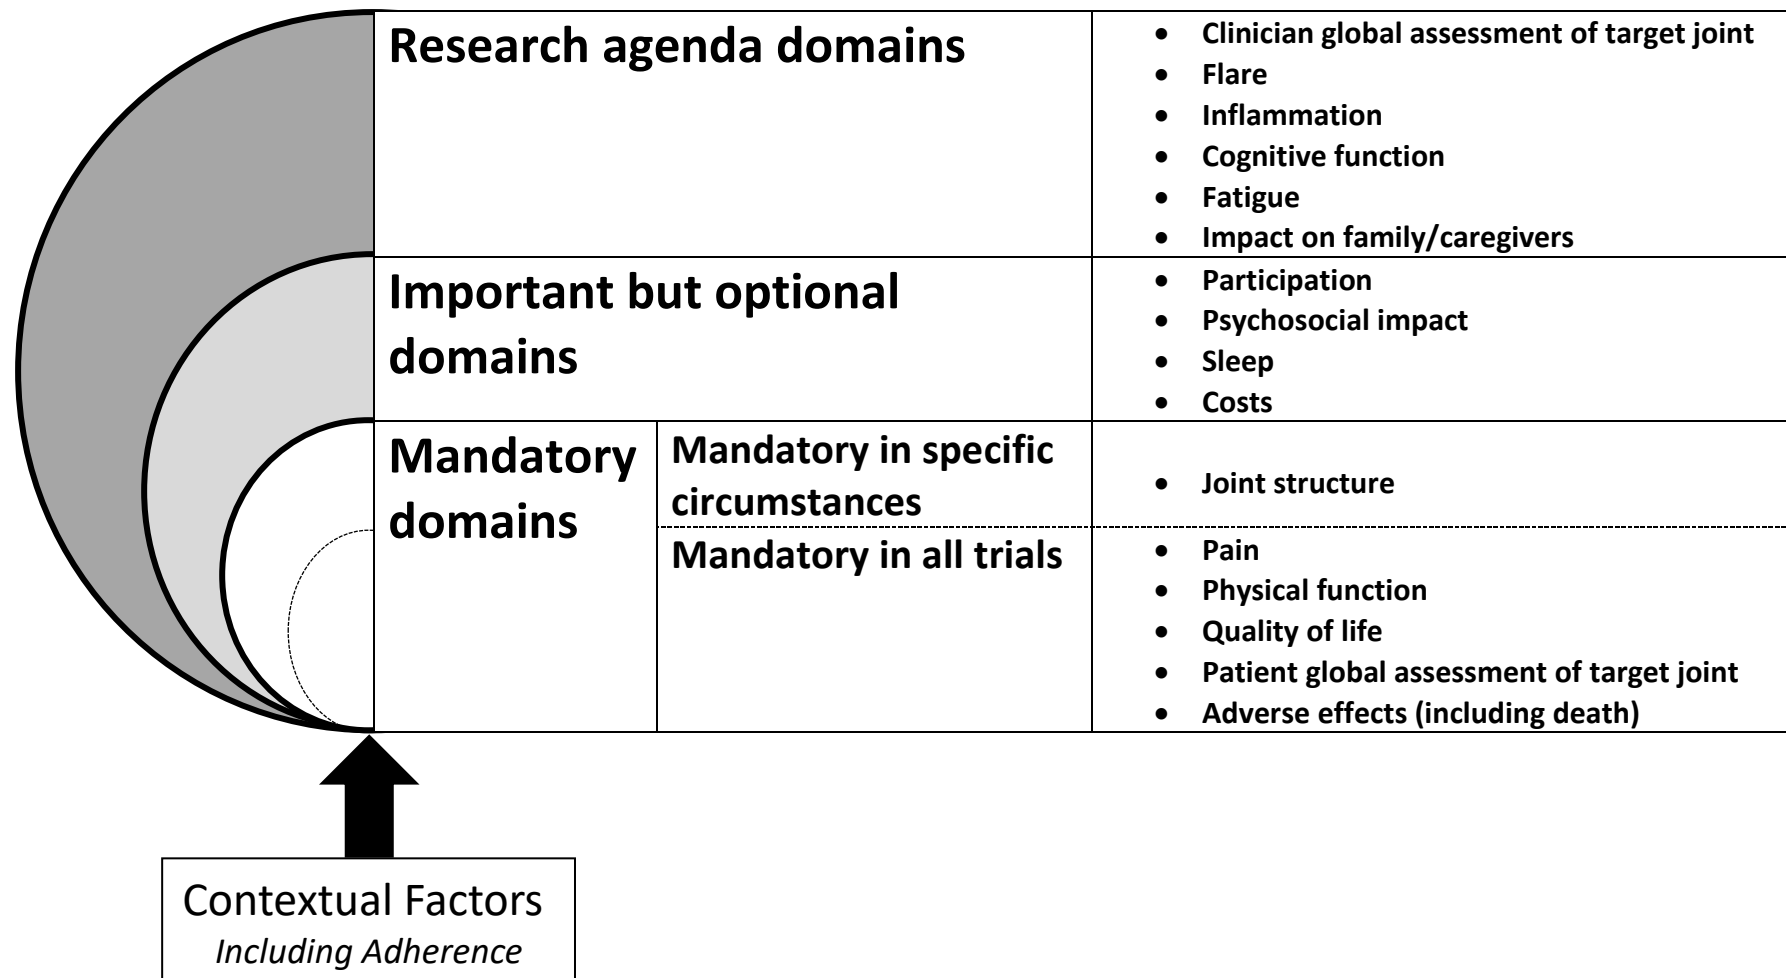 Research agenda domains
• Clinician global assessment of target joint
• Flare
• Inflammation
• Cognitive function
• Fatigue
• Impact on family/caregivers
Important but optional
domains
• Participation
• Psychosocial impact
• Sleep
• Costs
Mandatory
domains
Mandatory in specific
circumstances
• Joint structure
Mandatory in all trials
• Pain
• Physical function
• Quality of life
• Patient global assessment of target joint
• Adverse effects (including death)
Contextual Factors
Including Adherence